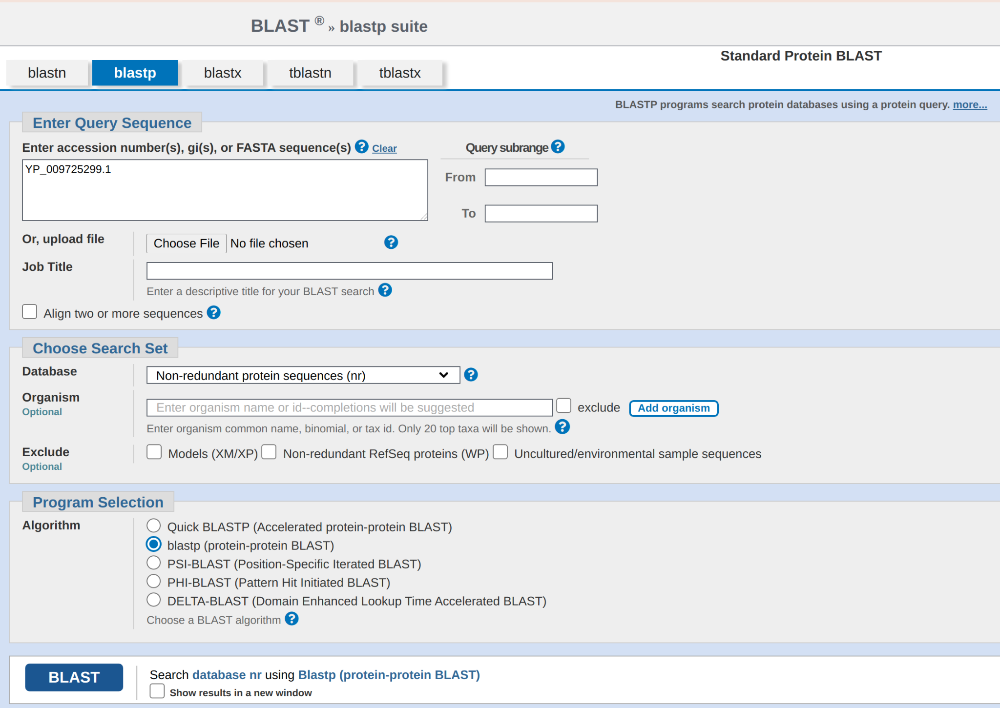 BLAST ® » blastp suite
Standard Protein BLAST
blastn blastp blastx tblastn tblastx
BLASTP programs search protein databases using a protein query. more...
Enter Query Sequence
Enter accession number(s), gi(s), or FASTA sequence(s) ? Clear
Query subrange ?
YP_009725299.1
From
To
Or, upload file Choose File No file chosen ?
Job Title
Enter a descriptive title for your BLAST search ?
Align two or more sequences ?
Choose Search Set
Database Non-redundant protein sequences (nr) ?
Organism
Optional
Enter organism name or id--completions will be suggested exclude Add organism
Enter organism common name, binomial, or tax id. Only 20 top taxa will be shown. ?
Exclude
Optional
Models (XM/XP) Non-redundant RefSeq proteins (WP) Uncultured/environmental sample sequences
Program Selection
Algorithm
Quick BLASTP (Accelerated protein-protein BLAST)
blastp (protein-protein BLAST)
PSI-BLAST (Position-Specific Iterated BLAST)
PHI-BLAST (Pattern Hit Initiated BLAST)
DELTA-BLAST (Domain Enhanced Lookup Time Accelerated BLAST)
Choose a BLAST algorithm ?
BLAST
Search database nr using Blastp (protein-protein BLAST)
Show results in a new window